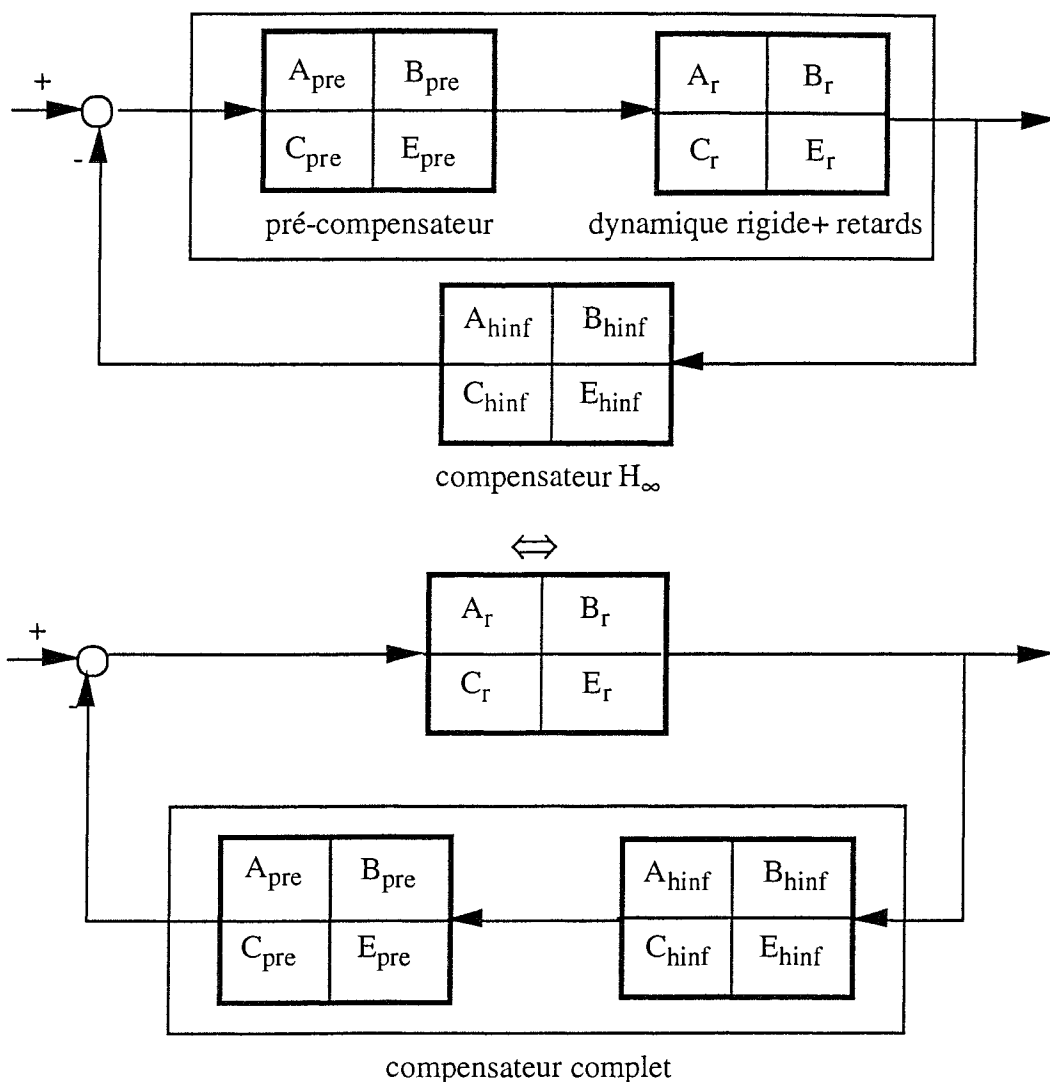 A_pre B_pre A_r B_r
+
-
C_pre E_pre C_r E_r
pré-compensateur dynamique rigide+ retards
A_hinf B_hinf
C_hinf E_hinf
compensateur H_∞
⇔
A_r B_r
+
-
C_r E_r
A_pre B_pre A_hinf B_hinf
C_pre E_pre C_hinf E_hinf
compensateur complet